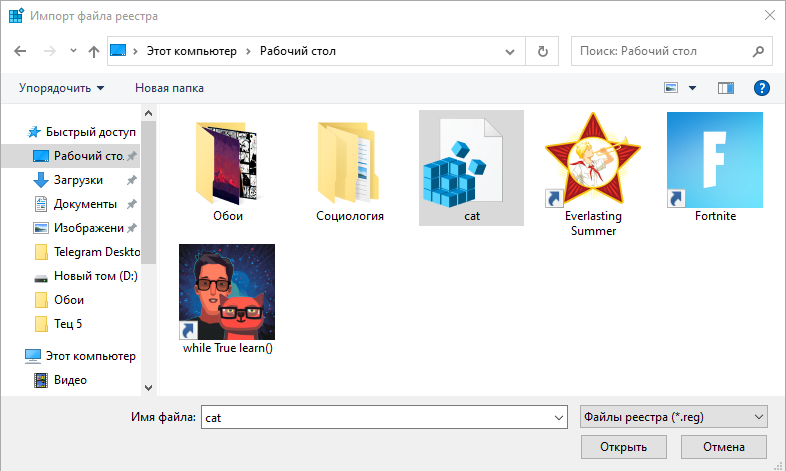 Импорт файла реестра
Этот компьютер
Рабочий стол
Поиск: Рабочий стол
Упорядочить
Новая папка
Быстрый доступ
Рабочий сто.
Загрузки
Документы
Изображени
Telegram Deskto
Новый том (D:)
Обои
Тец 5
Этот компьютер
Видео
Обои
Социология
cat
Everlasting
Summer
F
Fortnite
while True learn()
Имя файла:
cat
Файлы реестра (*.reg)
Открыть
Отмена